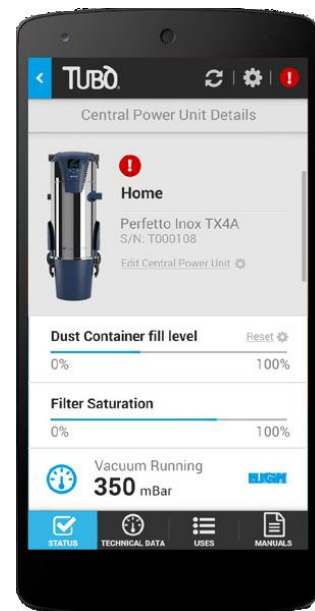 TUBÒ
Central Power Unit Details
Home
Perfetto Inox TX4A
S/N: T000108
Edit Central Power Unit
Dust Container fill level Reset
0% 100%
Filter Saturation
0% 100%
Vacuum Running
350 mBar
STATUS TECHNICAL DATA USES MANUALS